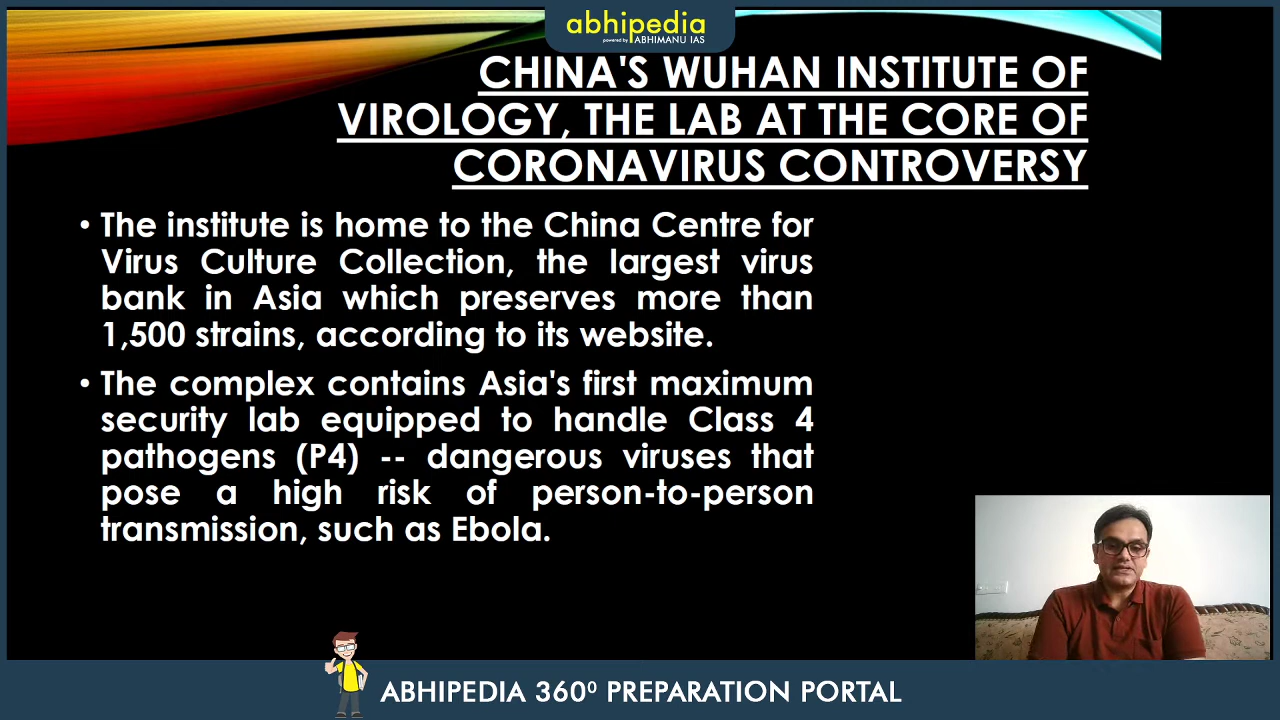 abhipedia
powered by ABHIMANU IAS
CHINA'S WUHAN INSTITUTE OF
VIROLOGY, THE LAB AT THE CORE OF
CORONAVIRUS CONTROVERSY
• The institute is home to the China Centre for
Virus Culture Collection, the largest virus
bank in Asia which preserves more than
1,500 strains, according to its website.
• The complex contains Asia's first maximum
security lab equipped to handle Class 4
pathogens (P4) -- dangerous viruses that
pose a high risk of person-to-person
transmission, such as Ebola.
ABHIPEDIA 360⁰ PREPARATION PORTAL